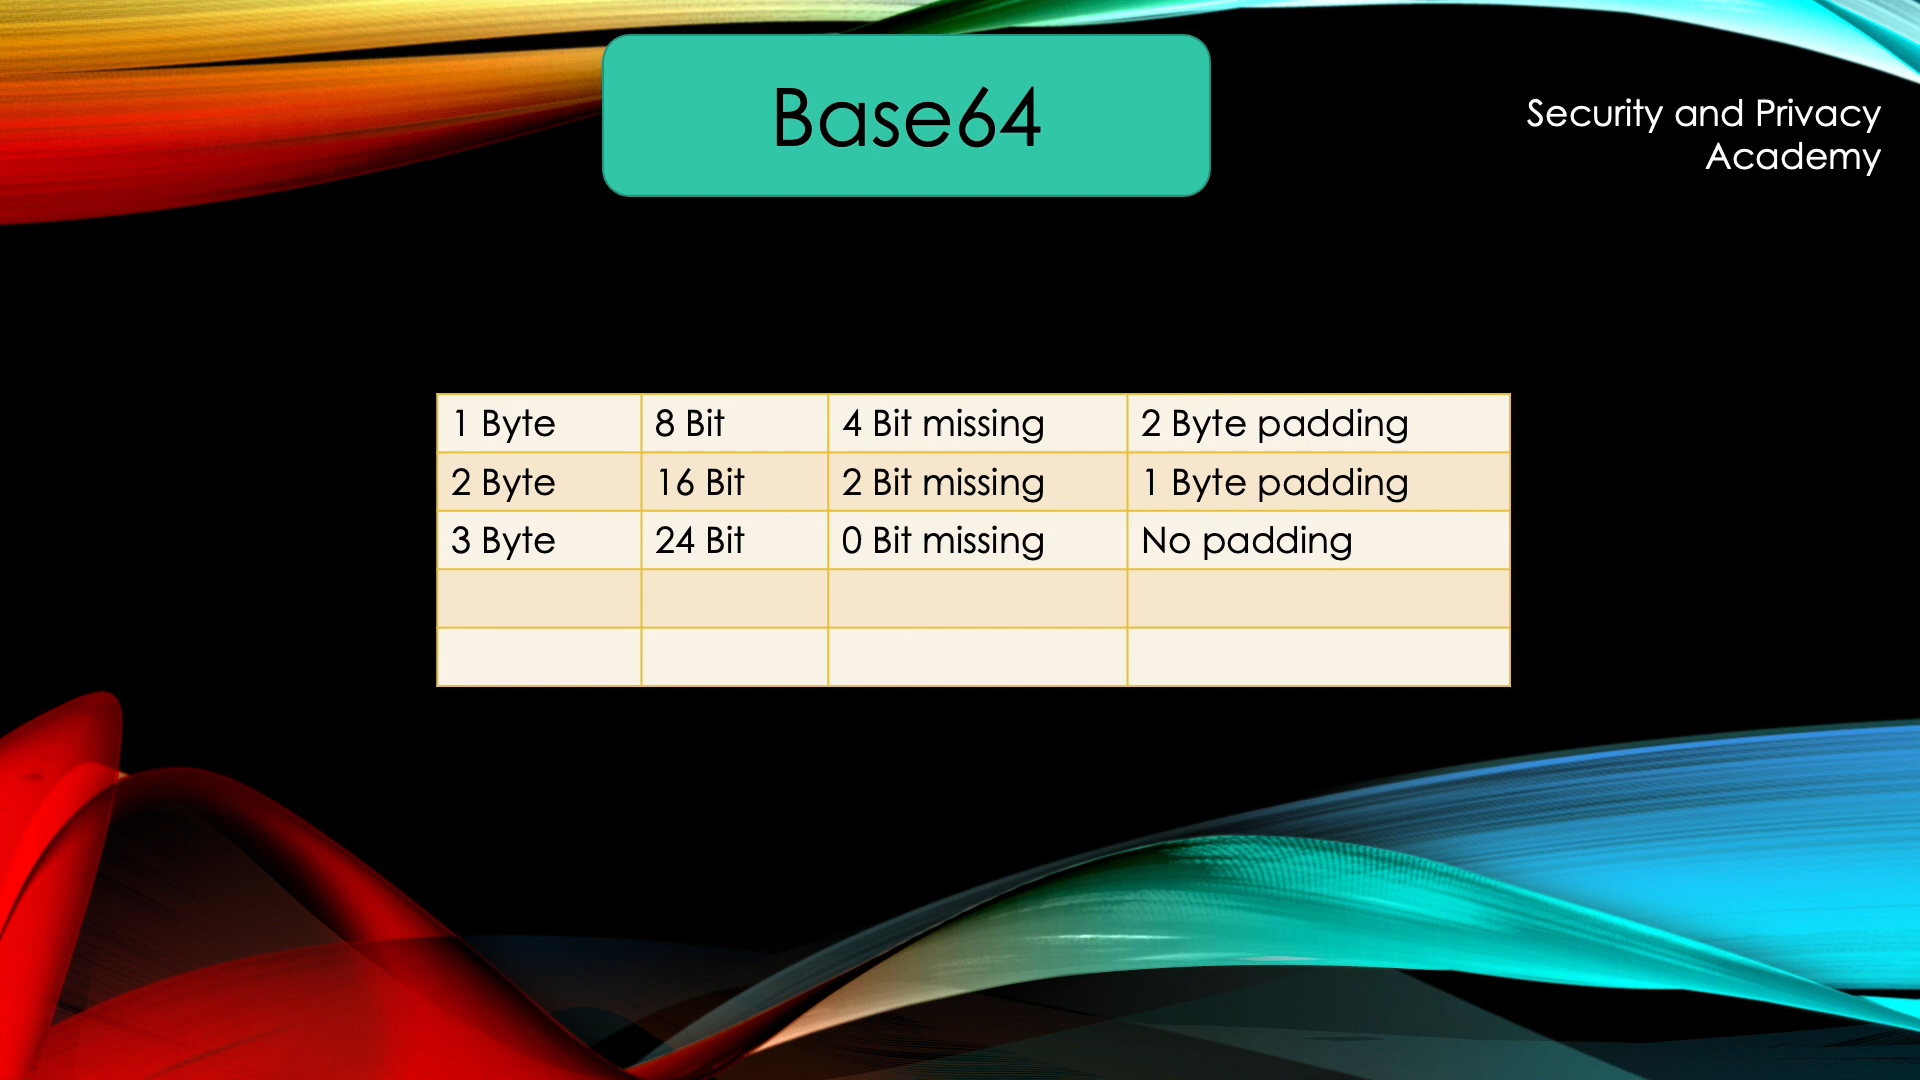 Base64
Security and Privacy
Academy
1 Byte 8 Bit 4 Bit missing 2 Byte padding
2 Byte 16 Bit 2 Bit missing 1 Byte padding
3 Byte 24 Bit 0 Bit missing No padding